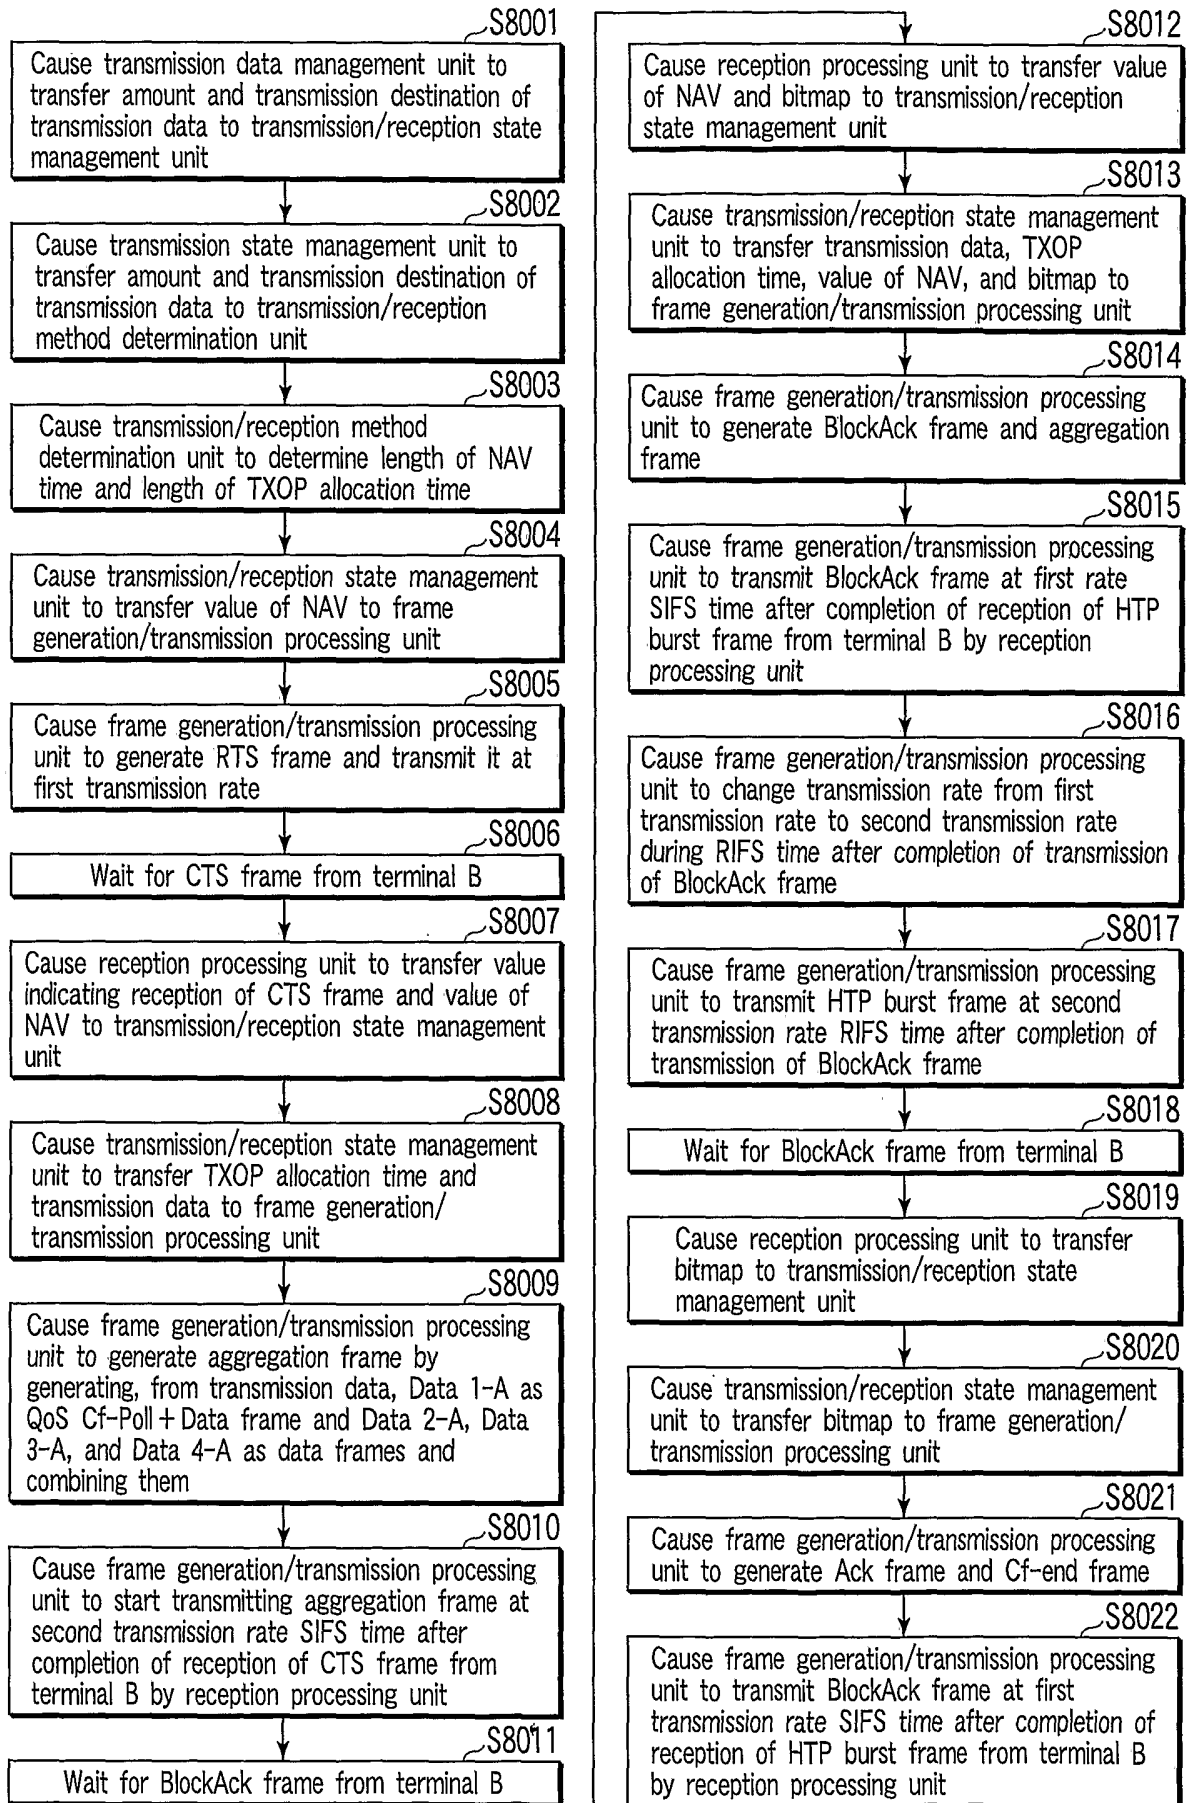 S8001
Cause transmission data management unit to
transfer amount and transmission destination of
transmission data to transmission/reception state
management unit
S8002
Cause transmission state management unit to
transfer amount and transmission destination of
transmission data to transmission/reception
method determination unit
S8003
Cause transmission/reception method
determination unit to determine length of NAV
time and length of TXOP allocation time
S8004
Cause transmission/reception state management
unit to transfer value of NAV to frame
generation/transmission processing unit
S8005
Cause frame generation/transmission processing
unit to generate RTS frame and transmit it at
first transmission rate
S8006
Wait for CTS frame from terminal B
S8007
Cause reception processing unit to transfer value
indicating reception of CTS frame and value of
NAV to transmission/reception state management
unit
S8008
Cause transmission/reception state management
unit to transfer TXOP allocation time and
transmission data to frame generation/
transmission processing unit
S8009
Cause frame generation/transmission processing
unit to generate aggregation frame by
generating, from transmission data, Data 1-A as
QoS Cf-Poll + Data frame and Data 2-A, Data
3-A, and Data 4-A as data frames and
combining them
S8010
Cause frame generation/transmission processing
unit to start transmitting aggregation frame at
second transmission rate SIFS time after
completion of reception of CTS frame from
terminal B by reception processing unit
S8011
Wait for BlockAck frame from terminal B
S8012
Cause reception processing unit to transfer value
of NAV and bitmap to transmission/reception
state management unit
S8013
Cause transmission/reception state management
unit to transfer transmission data, TXOP
allocation time, value of NAV, and bitmap to
frame generation/transmission processing unit
S8014
Cause frame generation/transmission processing
unit to generate BlockAck frame and aggregation
frame
S8015
Cause frame generation/transmission processing
unit to transmit BlockAck frame at first rate
SIFS time after completion of reception of HTP
burst frame from terminal B by reception
processing unit
S8016
Cause frame generation/transmission processing
unit to change transmission rate from first
transmission rate to second transmission rate
during RIFS time after completion of transmission
of BlockAck frame
S8017
Cause frame generation/transmission processing
unit to transmit HTP burst frame at second
transmission rate RIFS time after completion of
transmission of BlockAck frame
S8018
Wait for BlockAck frame from terminal B
S8019
Cause reception processing unit to transfer
bitmap to transmission/reception state
management unit
S8020
Cause transmission/reception state management
unit to transfer bitmap to frame generation/
transmission processing unit
S8021
Cause frame generation/transmission processing
unit to generate Ack frame and Cf-end frame
S8022
Cause frame generation/transmission processing
unit to transmit BlockAck frame at first
transmission rate SIFS time after completion of
reception of HTP burst frame from terminal B
by reception processing unit